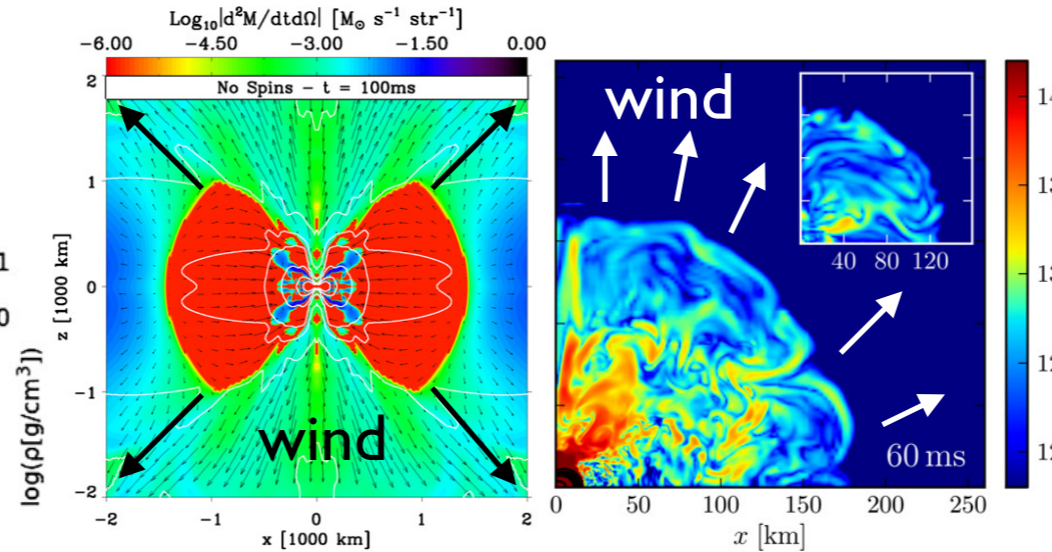 Log₁₀|d²M/dtdΩ| [M⊙ s⁻¹ str⁻¹]
−6.00 −4.50 −3.00 −1.50 0.00
No Spins − t = 100ms
2
1
0
−1
−2
z [1000 km]
−2 −1 0 1 2
x [1000 km]
wind
1
0
log(ρ[g/cm³])
wind
40 80 120
60 ms
0 50 100 150 200 250
x [km]